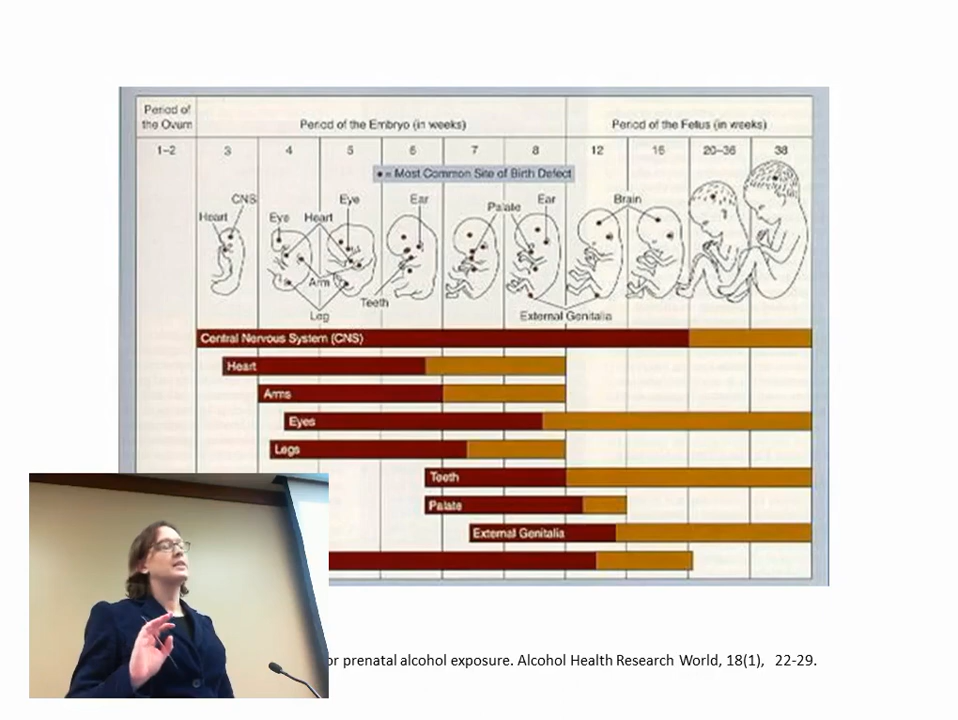 Period of
the Ovum
Period of the Embryo (in weeks)
Period of the Fetus (in weeks)
1–2
3
4
5
6
7
8
12
16
20–36
38
• = Most Common Site of Birth Defect
CNS
Heart
Eye
Heart
Eye
Ear
Palate
Ear
Brain
Arm
Leg
Teeth
External Genitalia
Central Nervous System (CNS)
Heart
Arms
Eyes
Legs
Teeth
Palate
External Genitalia
or prenatal alcohol exposure. Alcohol Health Research World, 18(1), 22-29.